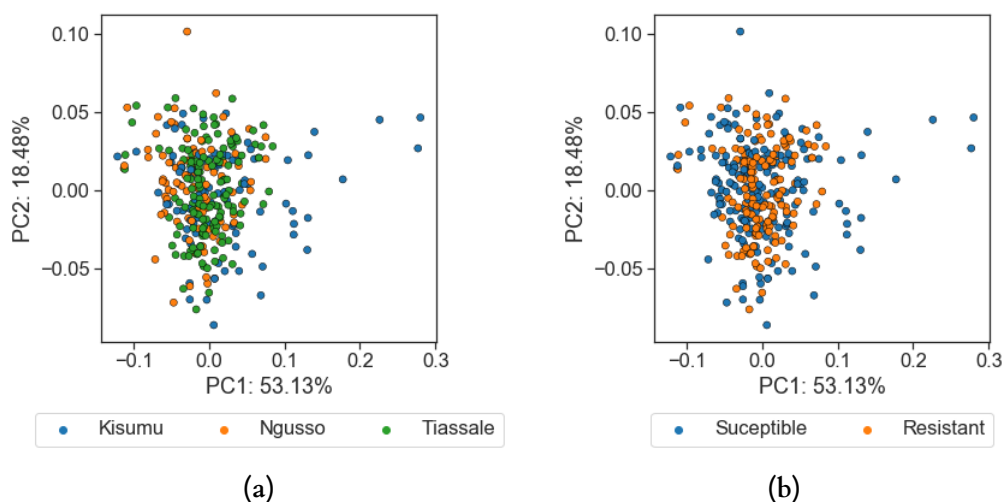 0.10
0.05
0.00
−0.05
PC2: 18.48%
−0.1 0.0 0.1 0.2 0.3
PC1: 53.13%
Kisumu Ngusso Tiassale
(a)
0.10
0.05
0.00
−0.05
PC2: 18.48%
−0.1 0.0 0.1 0.2 0.3
PC1: 53.13%
Suceptible Resistant
(b)